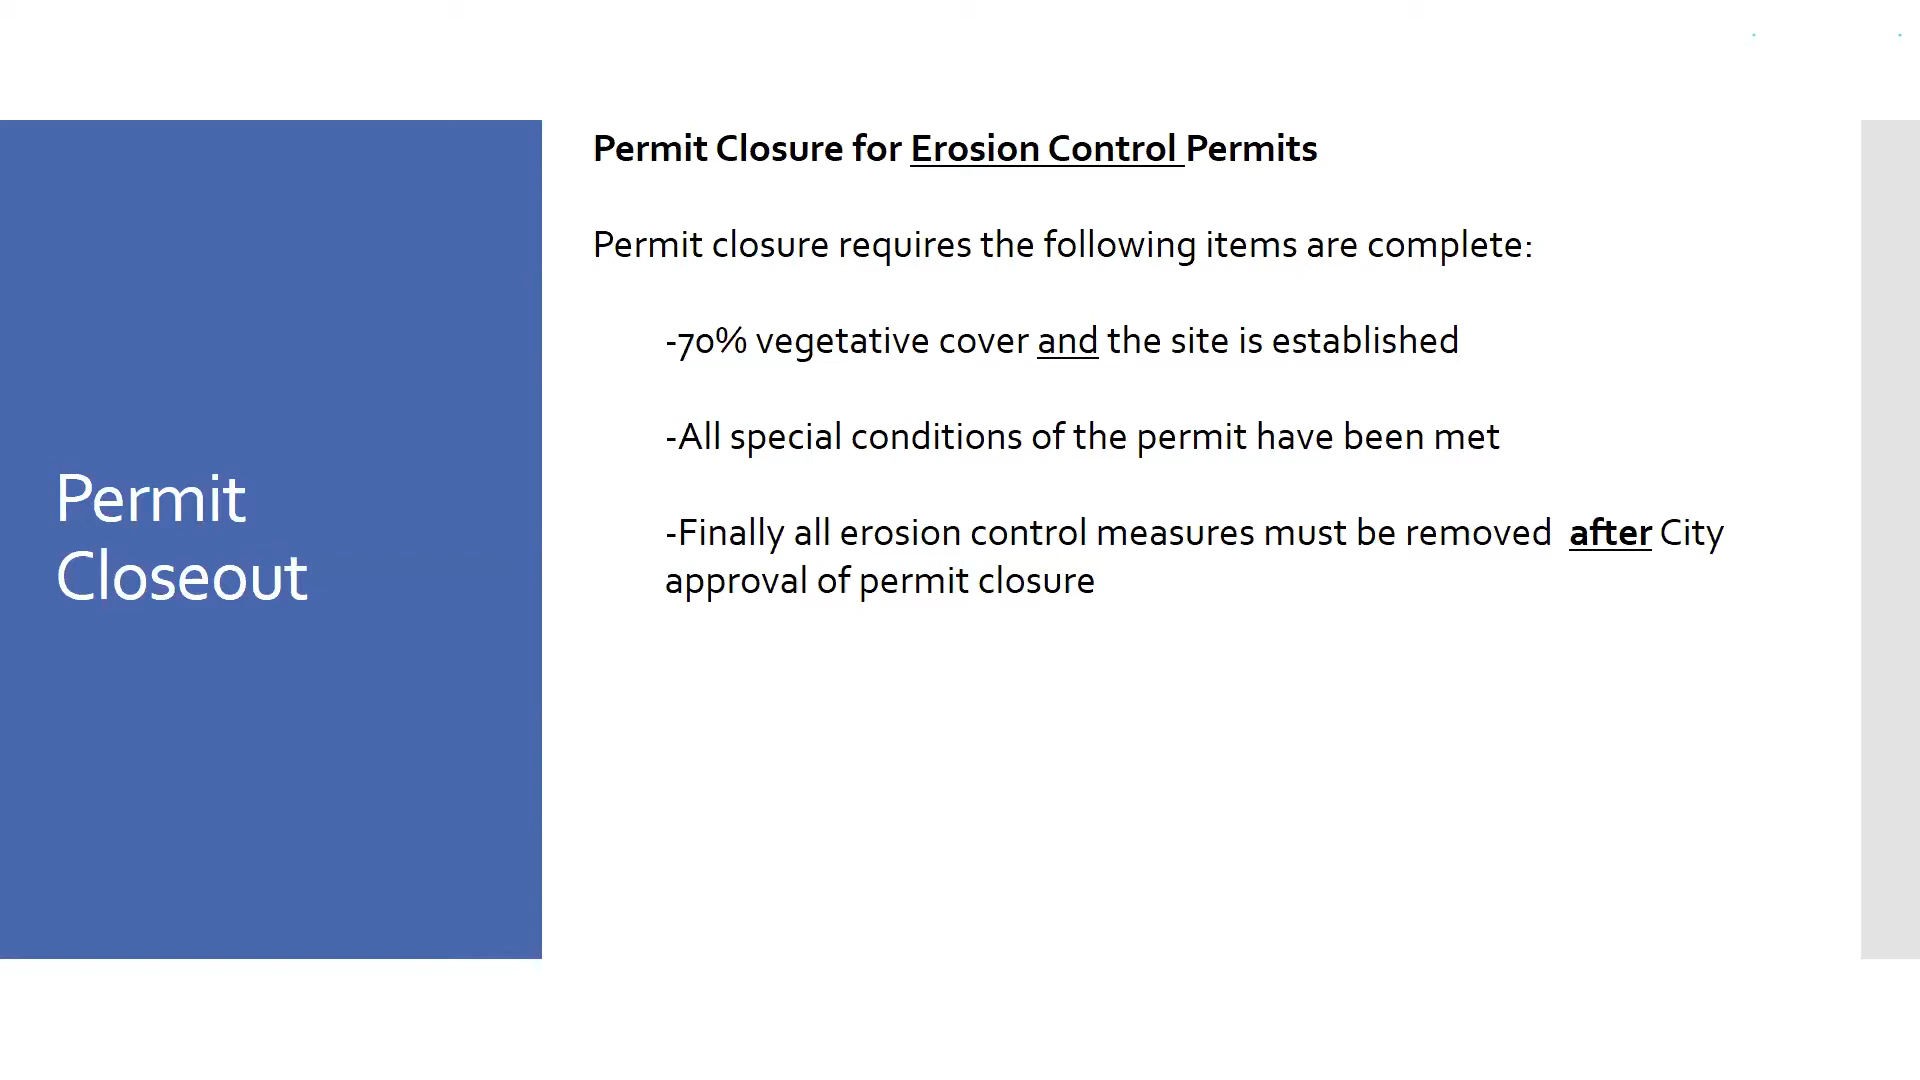 Permit Closure for Erosion Control Permits
Permit closure requires the following items are complete:
-70% vegetative cover and the site is established
-All special conditions of the permit have been met
-Finally all erosion control measures must be removed  after City
approval of permit closure
Permit
Closeout